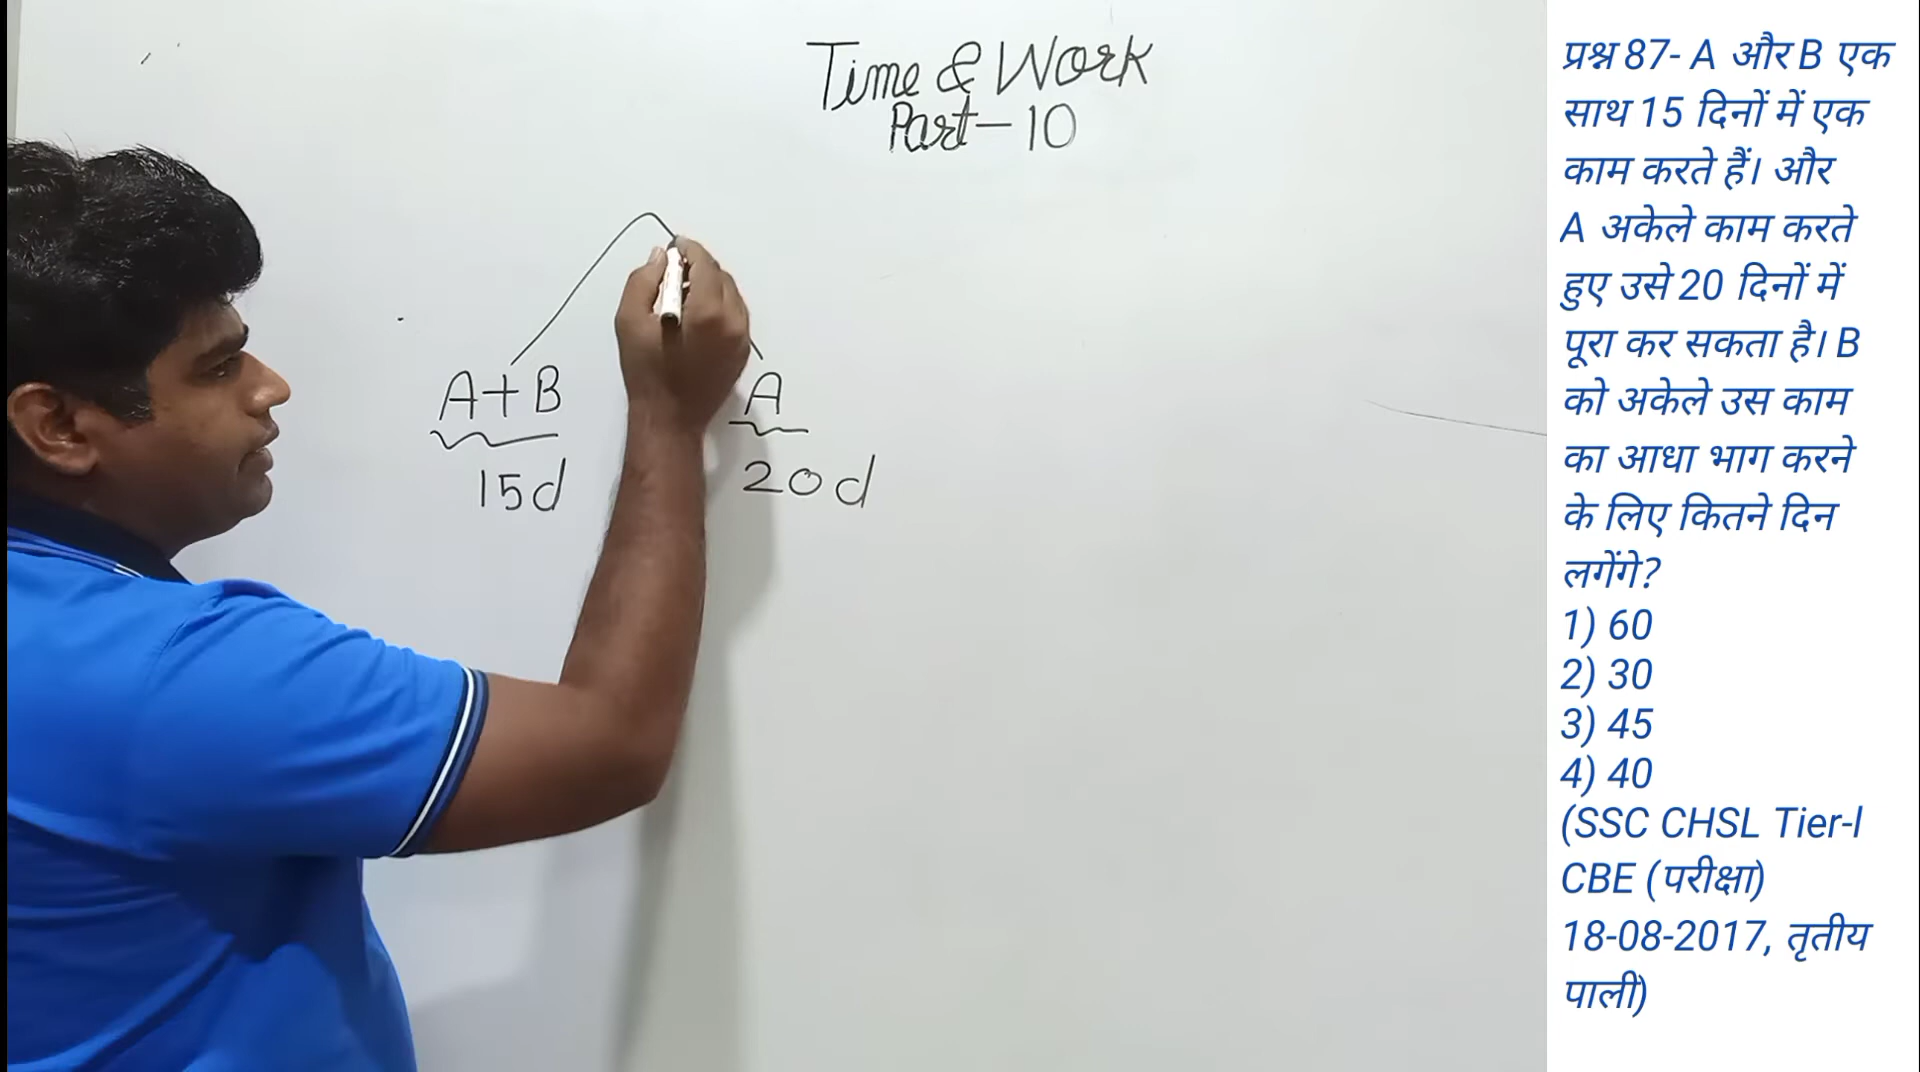 Time & Work
Part-10
A+B
A
15d
20d
प्रश्न 87- A और B एक
साथ 15 दिनों में एक
काम करते हैं। और
A अकेले काम करते
हुए उसे 20 दिनों में
पूरा कर सकता है। B
को अकेले उस काम
का आधा भाग करने
के लिए कितने दिन
लगेंगे?
1) 60
2) 30
3) 45
4) 40
(SSC CHSL Tier-I
CBE (परीक्षा)
18-08-2017, तृतीय
पाली)